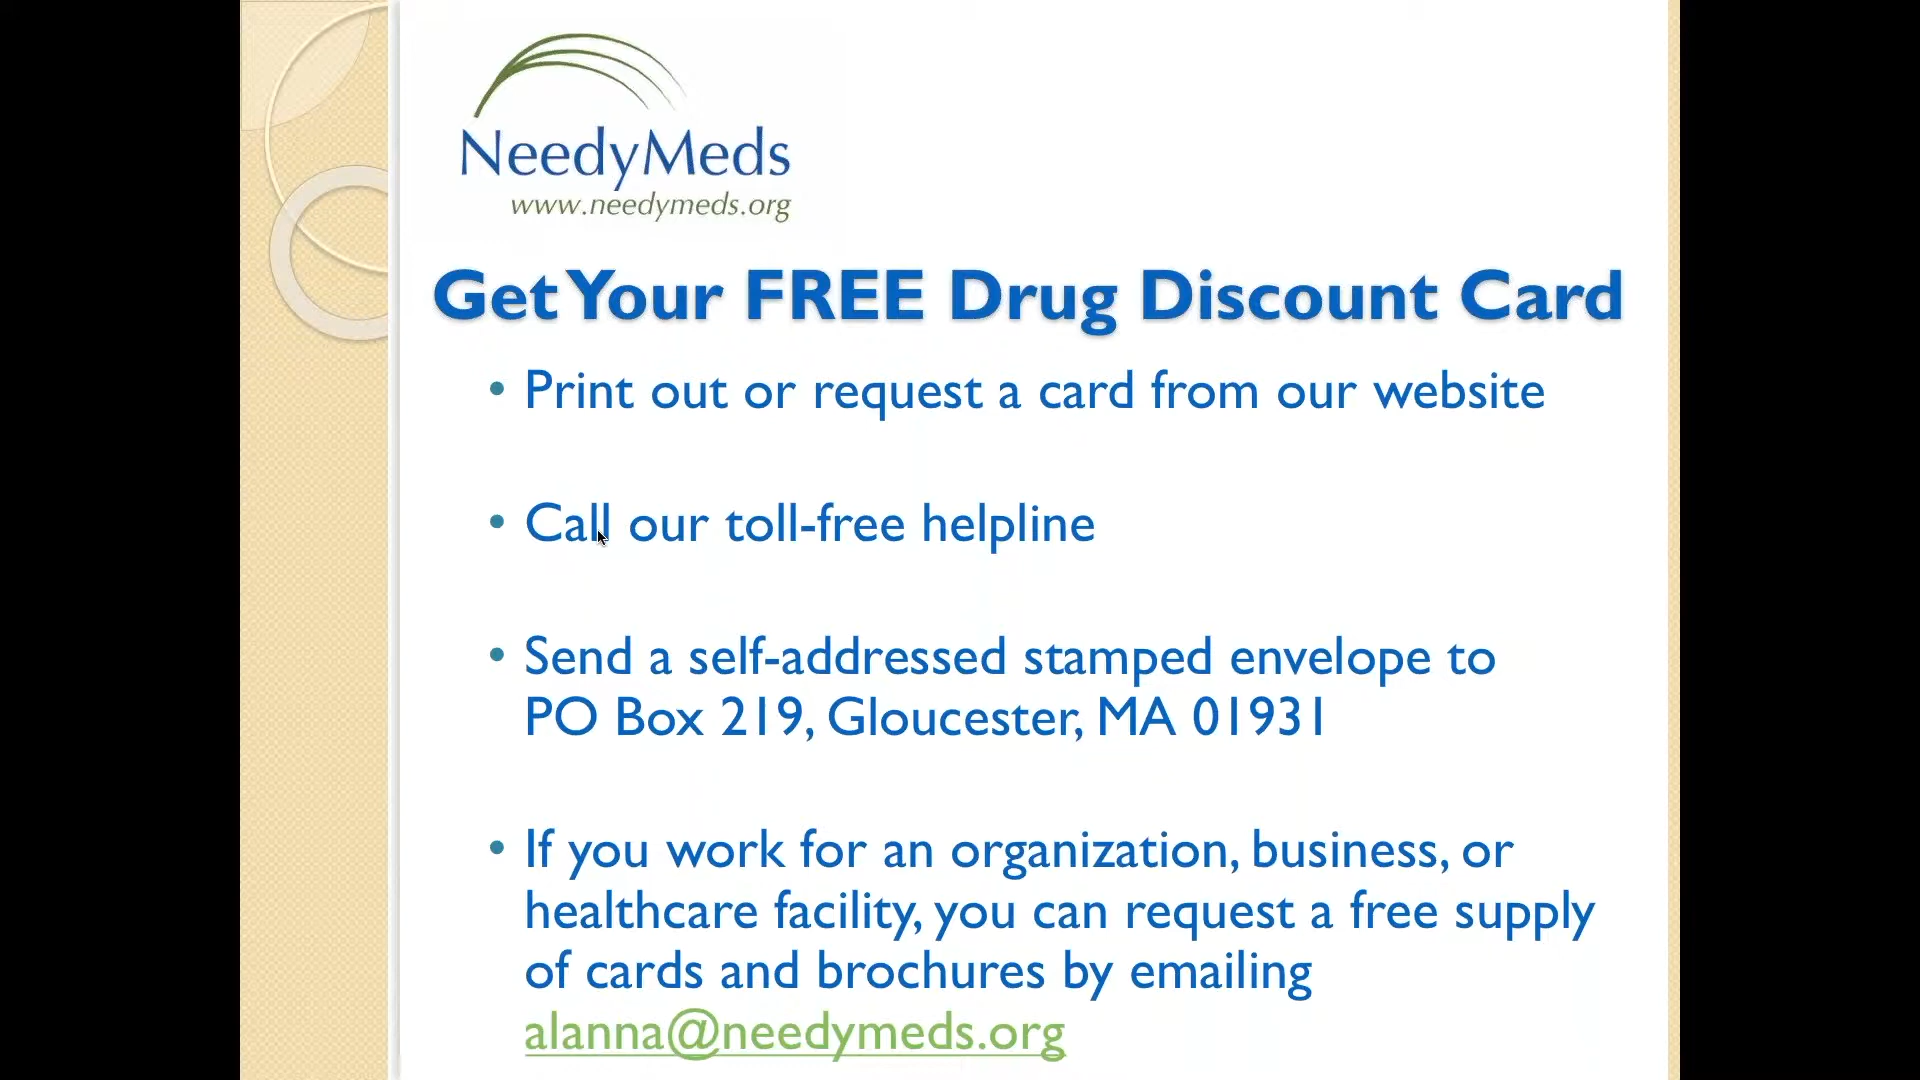 NeedyMeds
www.needymeds.org
Get Your FREE Drug Discount Card
• Print out or request a card from our website
• Call our toll-free helpline
• Send a self-addressed stamped envelope to
PO Box 219, Gloucester, MA 01931
• If you work for an organization, business, or
healthcare facility, you can request a free supply
of cards and brochures by emailing
alanna@needymeds.org